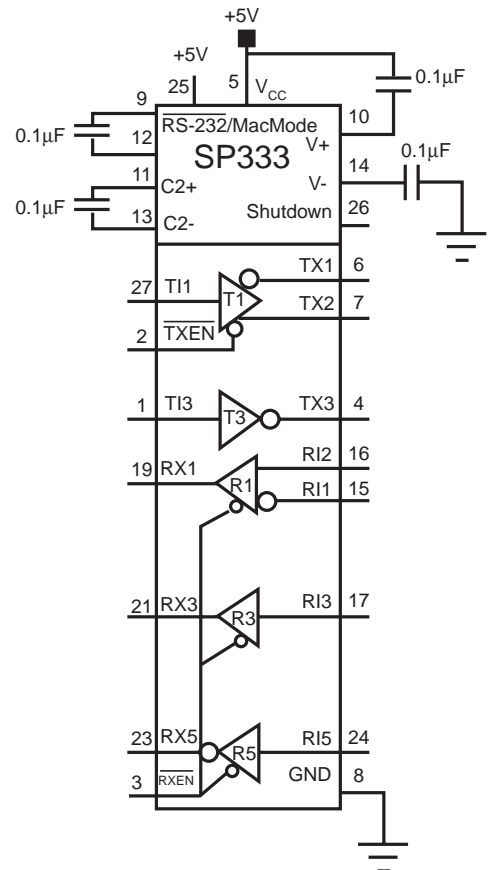 +5V
+5V
25
5
V_CC
0.1µF
9
10
RS-232/MacMode
V+
0.1µF
12
SP333
14
0.1µF
11
C2+
V-
0.1µF
13
C2-
Shutdown
26
27
TI1
T1
TX1
6
TX2
7
2
TXEN
1
TI3
T3
TX3
4
19
RX1
R1
RI2
16
RI1
15
21
RX3
R3
RI3
17
23
RX5
R5
RI5
24
3
RXEN
GND
8